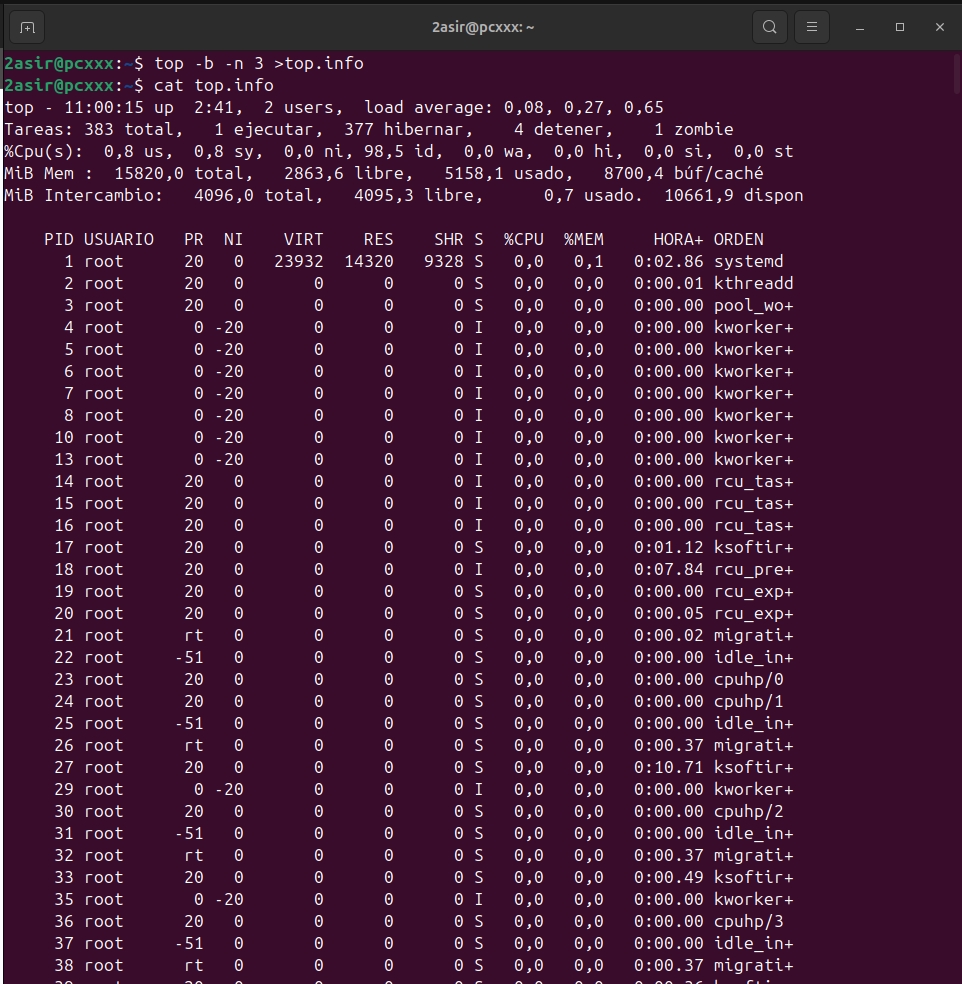 2asir@pcxxx: ~
2asir@pcxxx:~$ top -b -n 3 >top.info
2asir@pcxxx:~$ cat top.info
top - 11:00:15 up  2:41,  2 users,  load average: 0,08, 0,27, 0,65
Tareas: 383 total,   1 ejecutar,  377 hibernar,    4 detener,    1 zombie
%Cpu(s):  0,8 us,  0,8 sy,  0,0 ni, 98,5 id,  0,0 wa,  0,0 hi,  0,0 si,  0,0 st
MiB Mem :  15820,0 total,   2863,6 libre,   5158,1 usado,   8700,4 búf/caché
MiB Intercambio:   4096,0 total,   4095,3 libre,      0,7 usado.  10661,9 dispon
PID USUARIO   PR  NI    VIRT    RES    SHR S  %CPU  %MEM     HORA+ ORDEN
1 root      20   0   23932  14320   9328 S   0,0   0,1   0:02.86 systemd
2 root      20   0       0      0      0 S   0,0   0,0   0:00.01 kthreadd
3 root      20   0       0      0      0 S   0,0   0,0   0:00.00 pool_wo+
4 root       0 -20       0      0      0 I   0,0   0,0   0:00.00 kworker+
5 root       0 -20       0      0      0 I   0,0   0,0   0:00.00 kworker+
6 root       0 -20       0      0      0 I   0,0   0,0   0:00.00 kworker+
7 root       0 -20       0      0      0 I   0,0   0,0   0:00.00 kworker+
8 root       0 -20       0      0      0 I   0,0   0,0   0:00.00 kworker+
10 root       0 -20       0      0      0 I   0,0   0,0   0:00.00 kworker+
13 root       0 -20       0      0      0 I   0,0   0,0   0:00.00 kworker+
14 root      20   0       0      0      0 I   0,0   0,0   0:00.00 rcu_tas+
15 root      20   0       0      0      0 I   0,0   0,0   0:00.00 rcu_tas+
16 root      20   0       0      0      0 I   0,0   0,0   0:00.00 rcu_tas+
17 root      20   0       0      0      0 S   0,0   0,0   0:01.12 ksoftir+
18 root      20   0       0      0      0 I   0,0   0,0   0:07.84 rcu_pre+
19 root      20   0       0      0      0 S   0,0   0,0   0:00.00 rcu_exp+
20 root      20   0       0      0      0 S   0,0   0,0   0:00.05 rcu_exp+
21 root      rt   0       0      0      0 S   0,0   0,0   0:00.02 migrati+
22 root     -51   0       0      0      0 S   0,0   0,0   0:00.00 idle_in+
23 root      20   0       0      0      0 S   0,0   0,0   0:00.00 cpuhp/0
24 root      20   0       0      0      0 S   0,0   0,0   0:00.00 cpuhp/1
25 root     -51   0       0      0      0 S   0,0   0,0   0:00.00 idle_in+
26 root      rt   0       0      0      0 S   0,0   0,0   0:00.37 migrati+
27 root      20   0       0      0      0 S   0,0   0,0   0:10.71 ksoftir+
29 root       0 -20       0      0      0 I   0,0   0,0   0:00.00 kworker+
30 root      20   0       0      0      0 S   0,0   0,0   0:00.00 cpuhp/2
31 root     -51   0       0      0      0 S   0,0   0,0   0:00.00 idle_in+
32 root      rt   0       0      0      0 S   0,0   0,0   0:00.37 migrati+
33 root      20   0       0      0      0 S   0,0   0,0   0:00.49 ksoftir+
35 root       0 -20       0      0      0 I   0,0   0,0   0:00.00 kworker+
36 root      20   0       0      0      0 S   0,0   0,0   0:00.00 cpuhp/3
37 root     -51   0       0      0      0 S   0,0   0,0   0:00.00 idle_in+
38 root      rt   0       0      0      0 S   0,0   0,0   0:00.37 migrati+